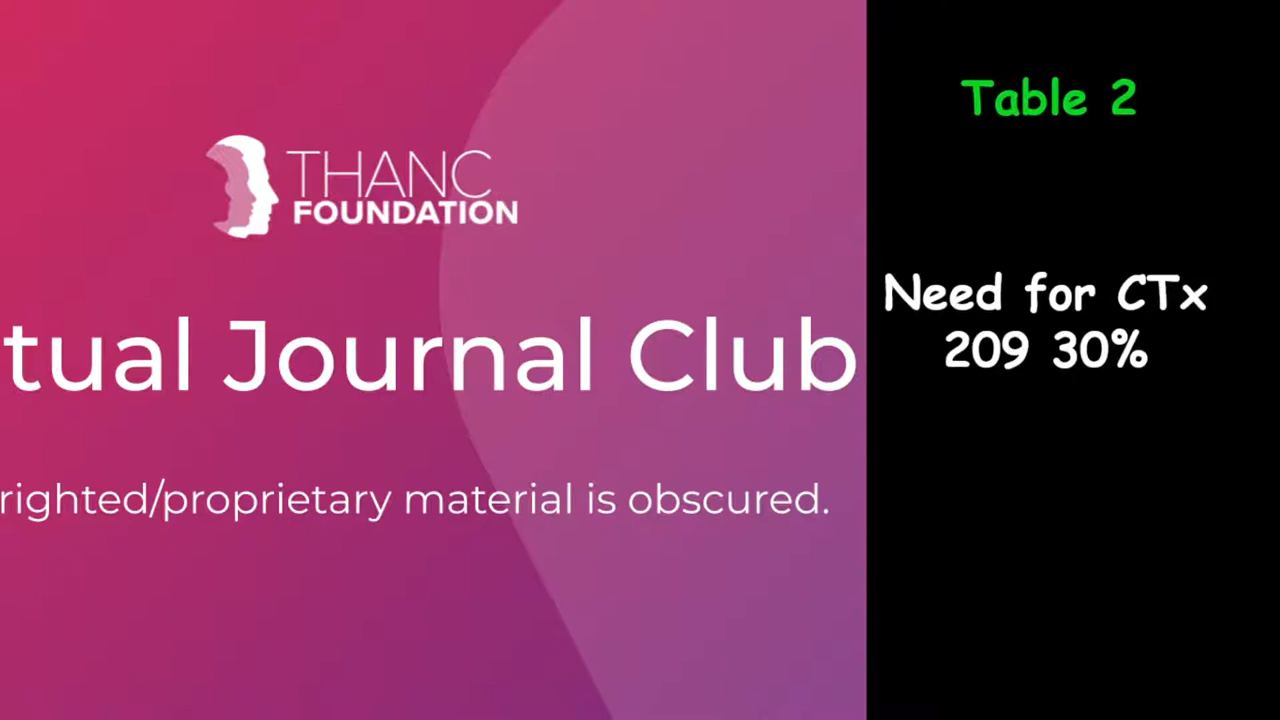 THANC
FOUNDATION
tual Journal Club
righted/proprietary material is obscured.
Table 2
Need for CTx
209 30%